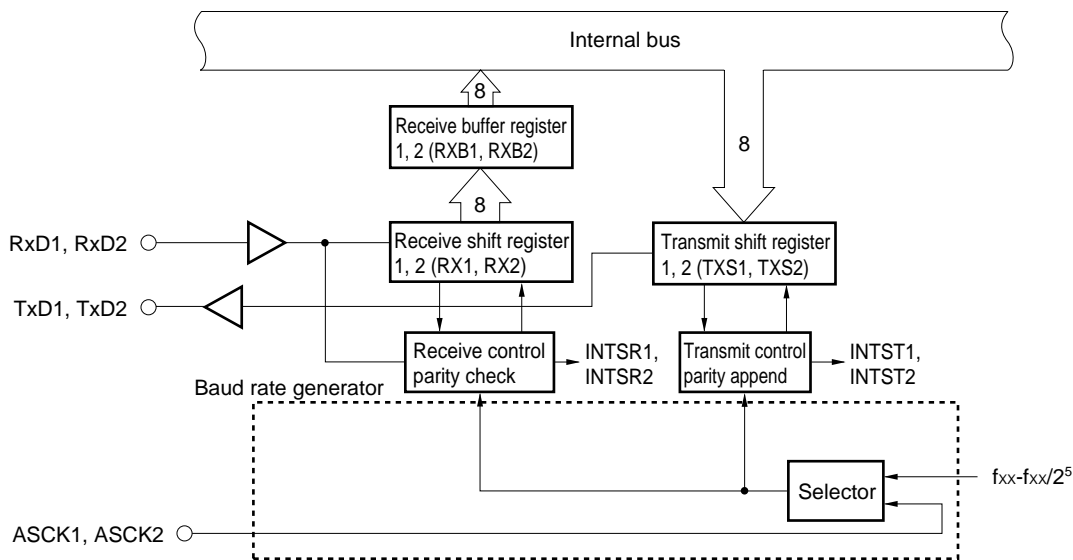 Internal bus
8
Receive buffer register
1, 2 (RXB1, RXB2)
8
8
RxD1, RxD2
Receive shift register
1, 2 (RX1, RX2)
Transmit shift register
1, 2 (TXS1, TXS2)
TxD1, TxD2
Receive control
parity check
INTSR1,
INTSR2
Transmit control
parity append
INTST1,
INTST2
Baud rate generator
Selector
fxx-fxx/2⁵
ASCK1, ASCK2